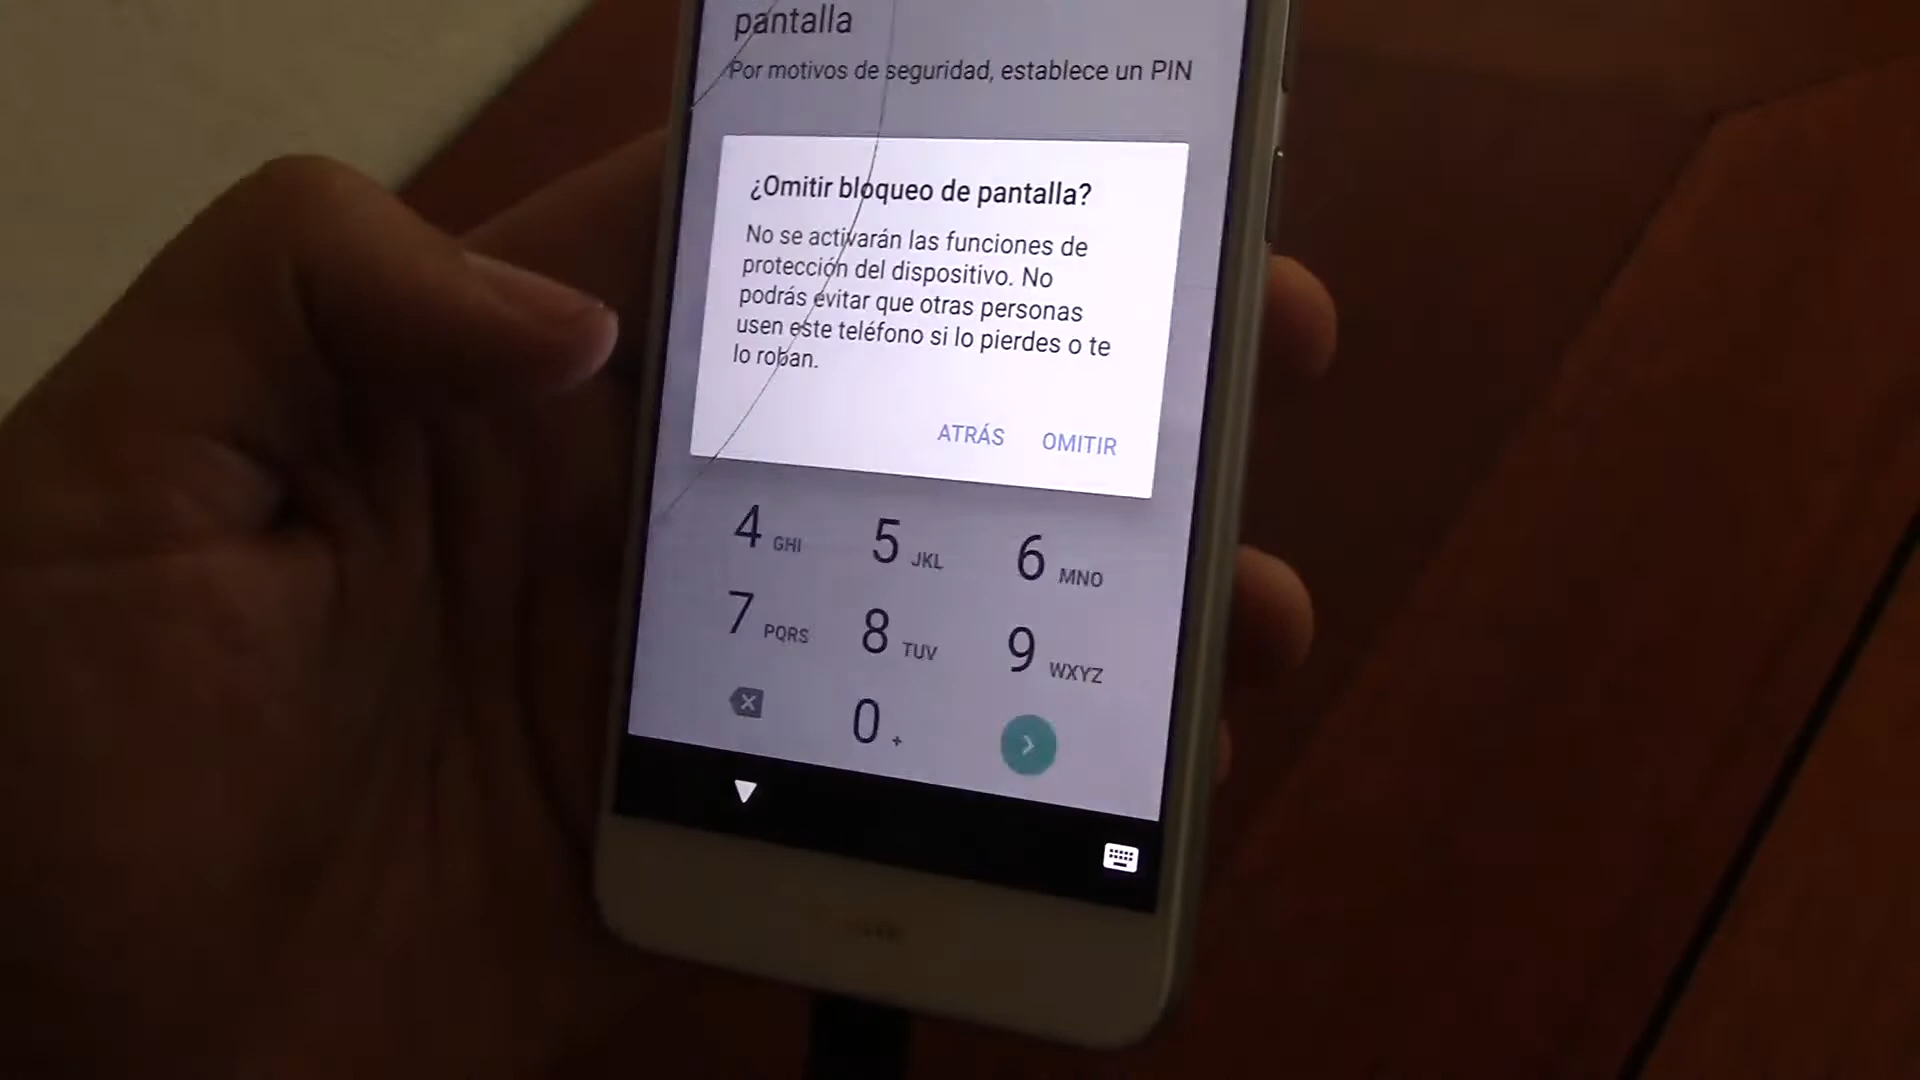 pantalla
Por motivos de seguridad, establece un PIN
¿Omitir bloqueo de pantalla?
No se activarán las funciones de
protección del dispositivo. No
podrás evitar que otras personas
usen este teléfono si lo pierdes o te
lo roban.
ATRÁS OMITIR
4 GHI 5 JKL 6 MNO
7 PQRS 8 TUV 9 WXYZ
0 +